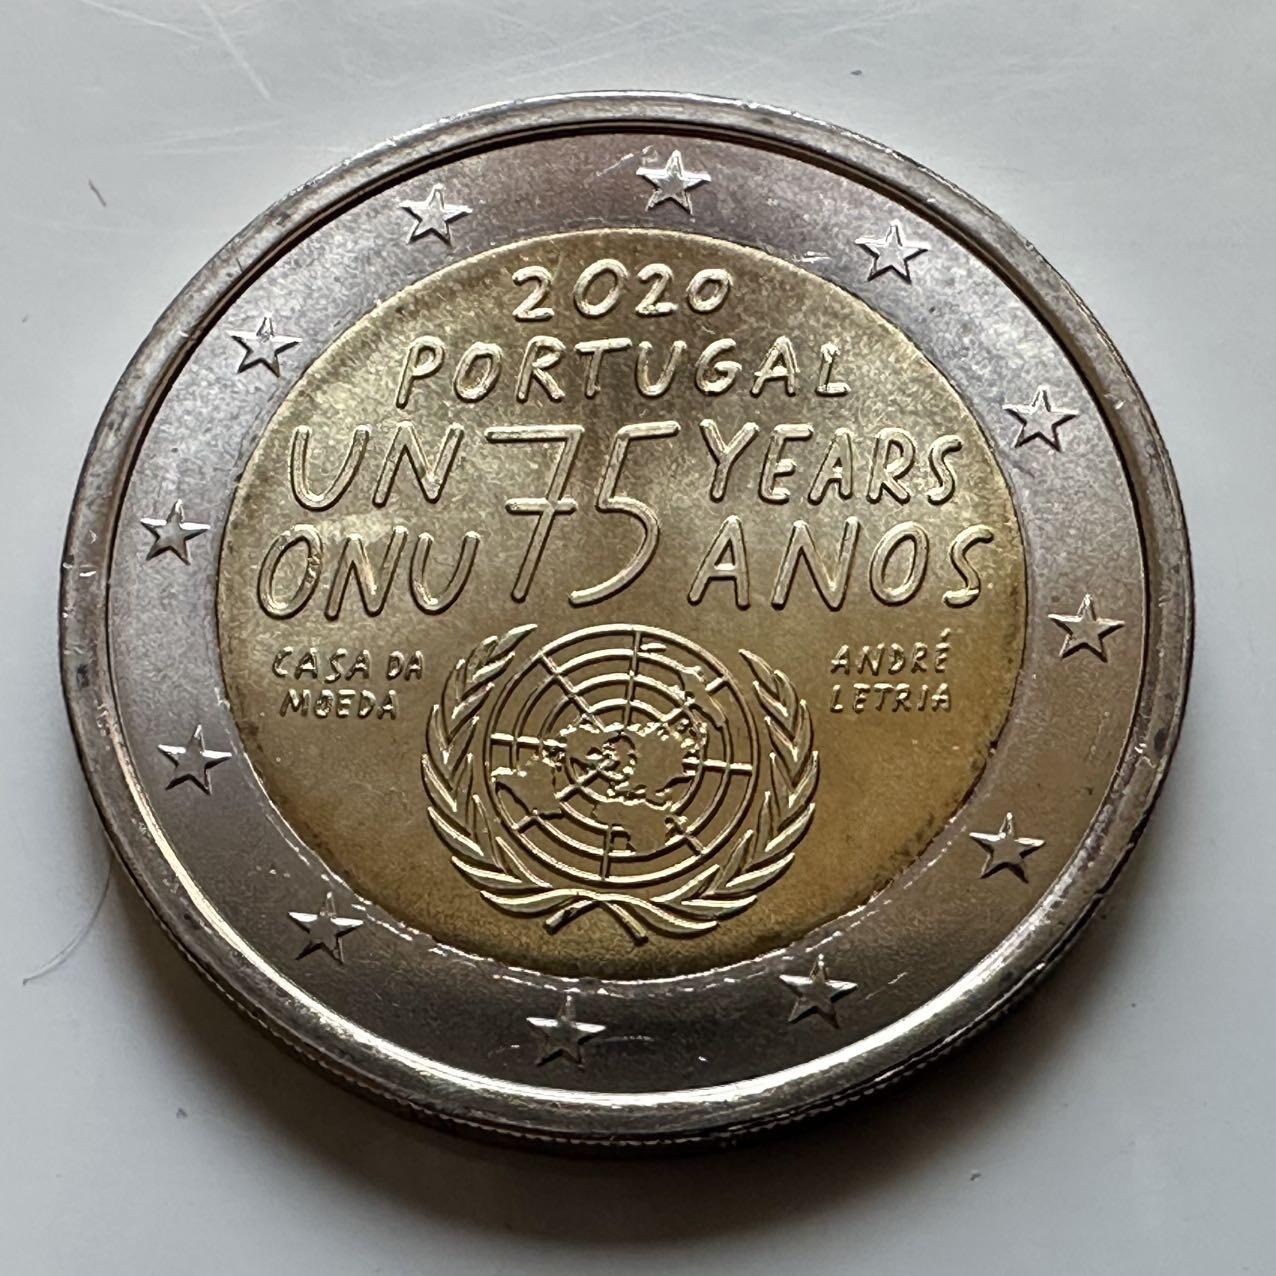 2020
PORTUGAL
UN 75 YEARS
ONU ANOS
CASA DA
MOEDA
ANDRÉ
LETRIA